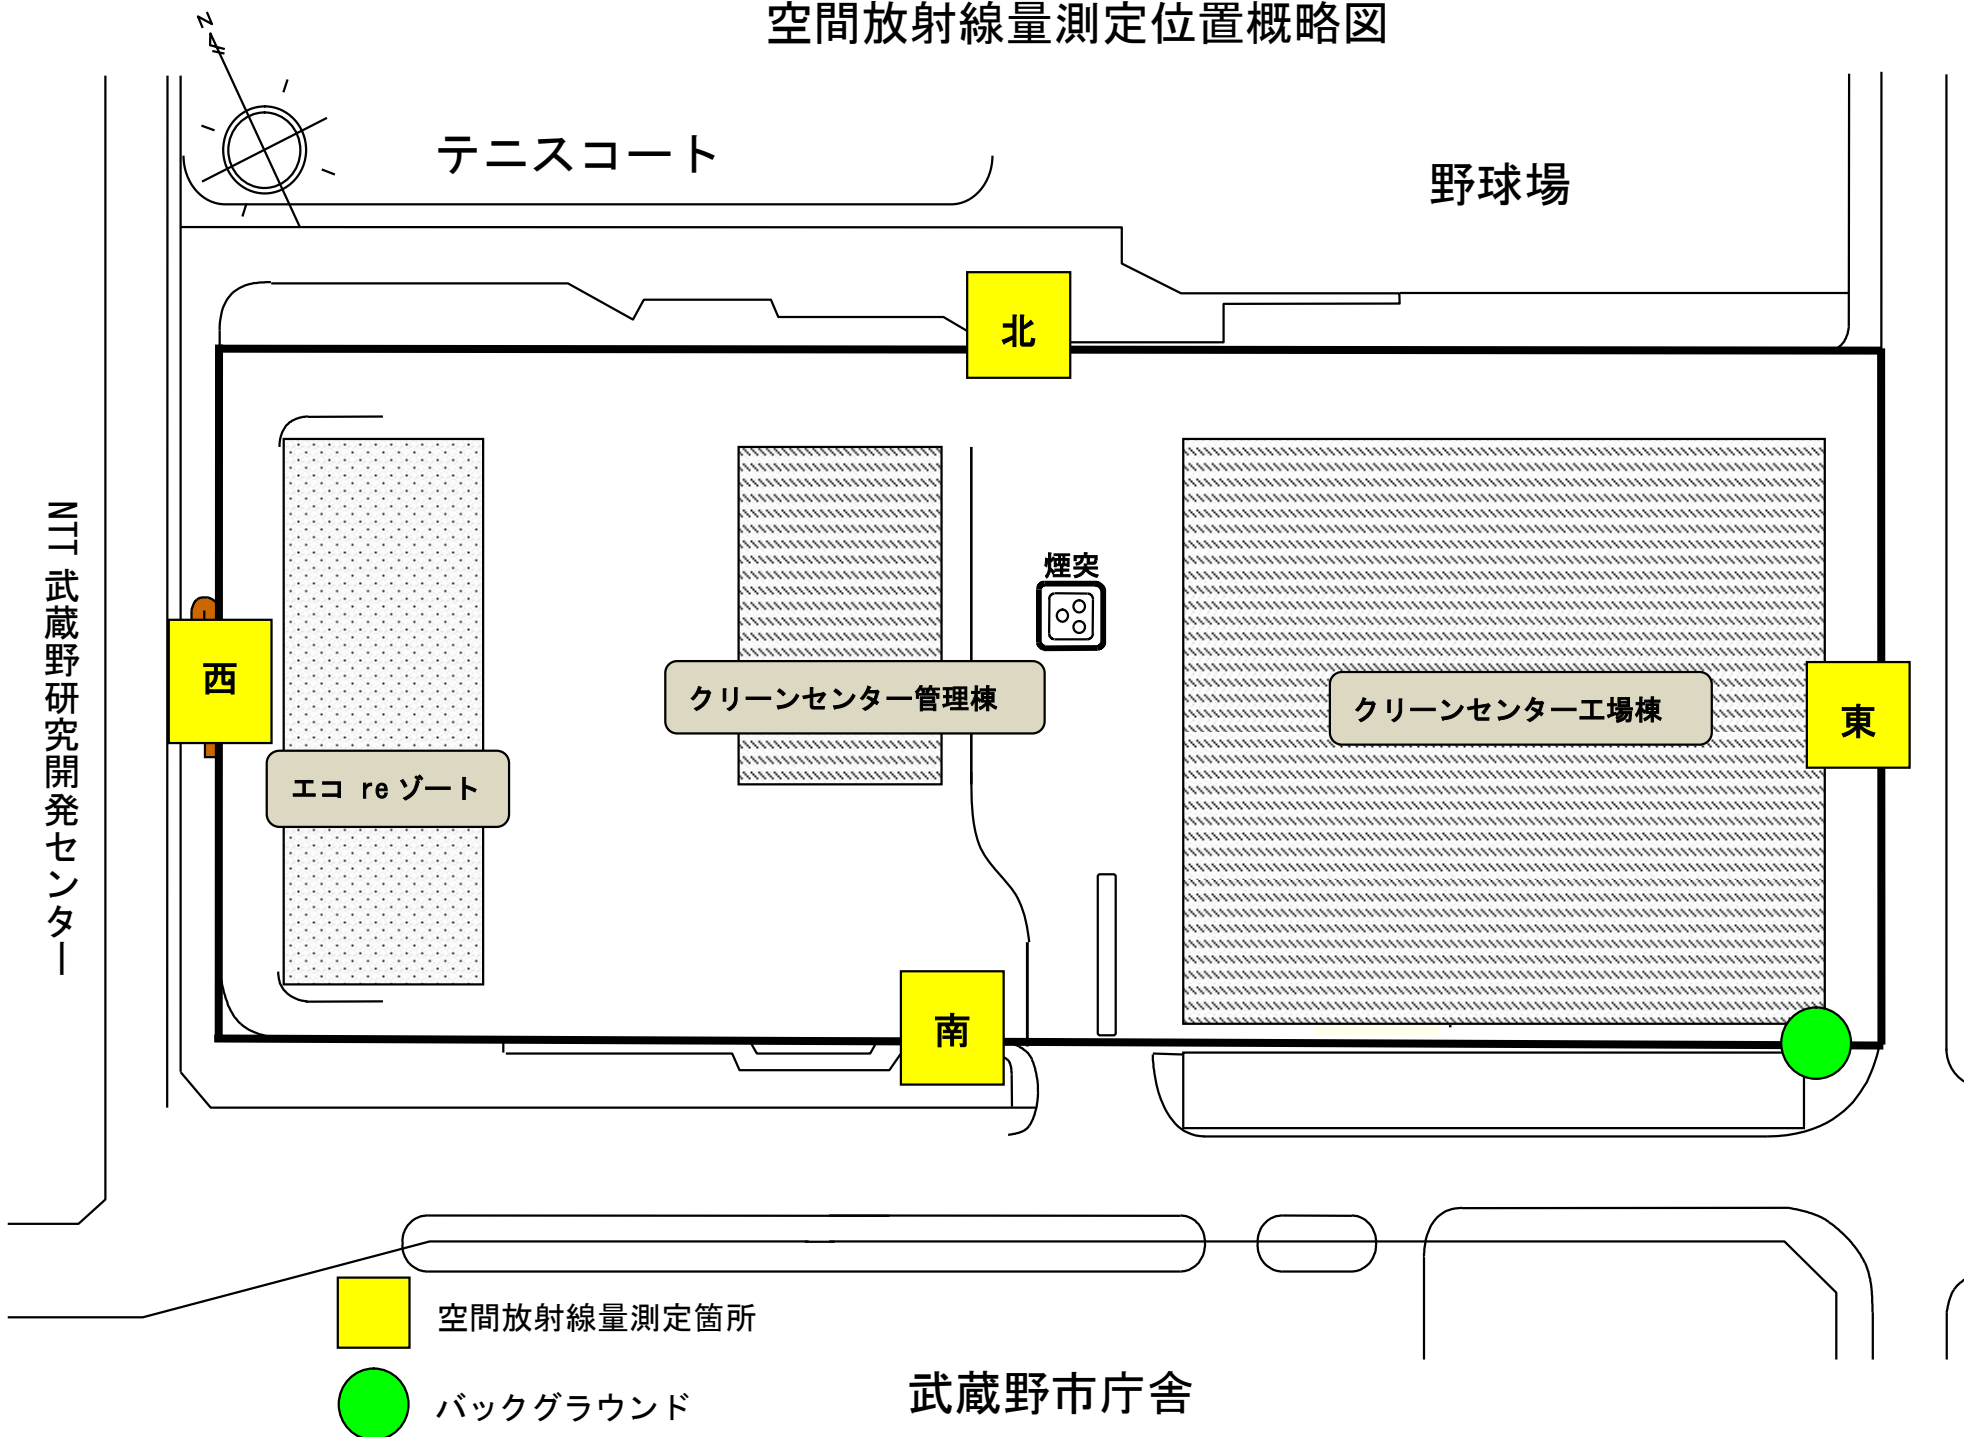 空間放射線量測定位置概略図
N
テニスコート
野球場
北
煙突
NTT 武蔵野研究開発センター
西
クリーンセンター管理棟
クリーンセンター工場棟
東
エコ re ゾート
南
空間放射線量測定箇所
バックグラウンド
武蔵野市庁舎